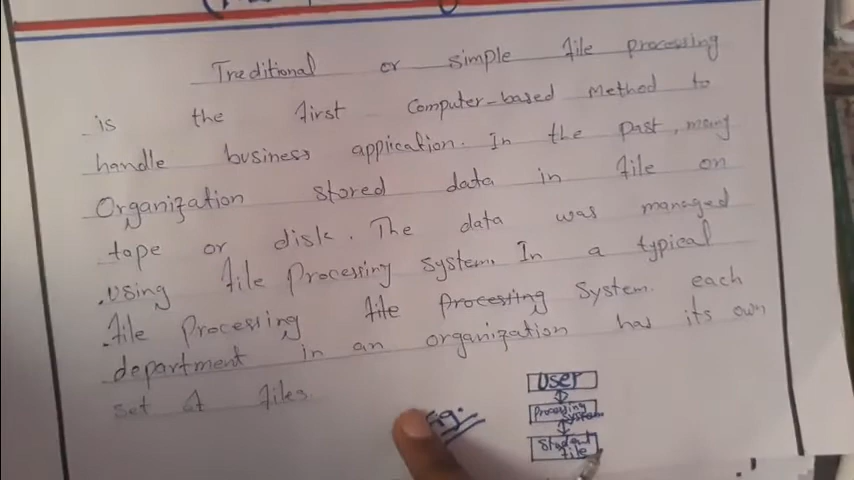 Treditional or simple file processing
is the first computer-based method to
handle business application. In the past, many
Organization stored data in file on
tape or disk. The data was managed
using file processing system. In a typical
file processing file processing system. each
department in an organization has its own
set of files
Fig:
User
Processing
System
Student
file